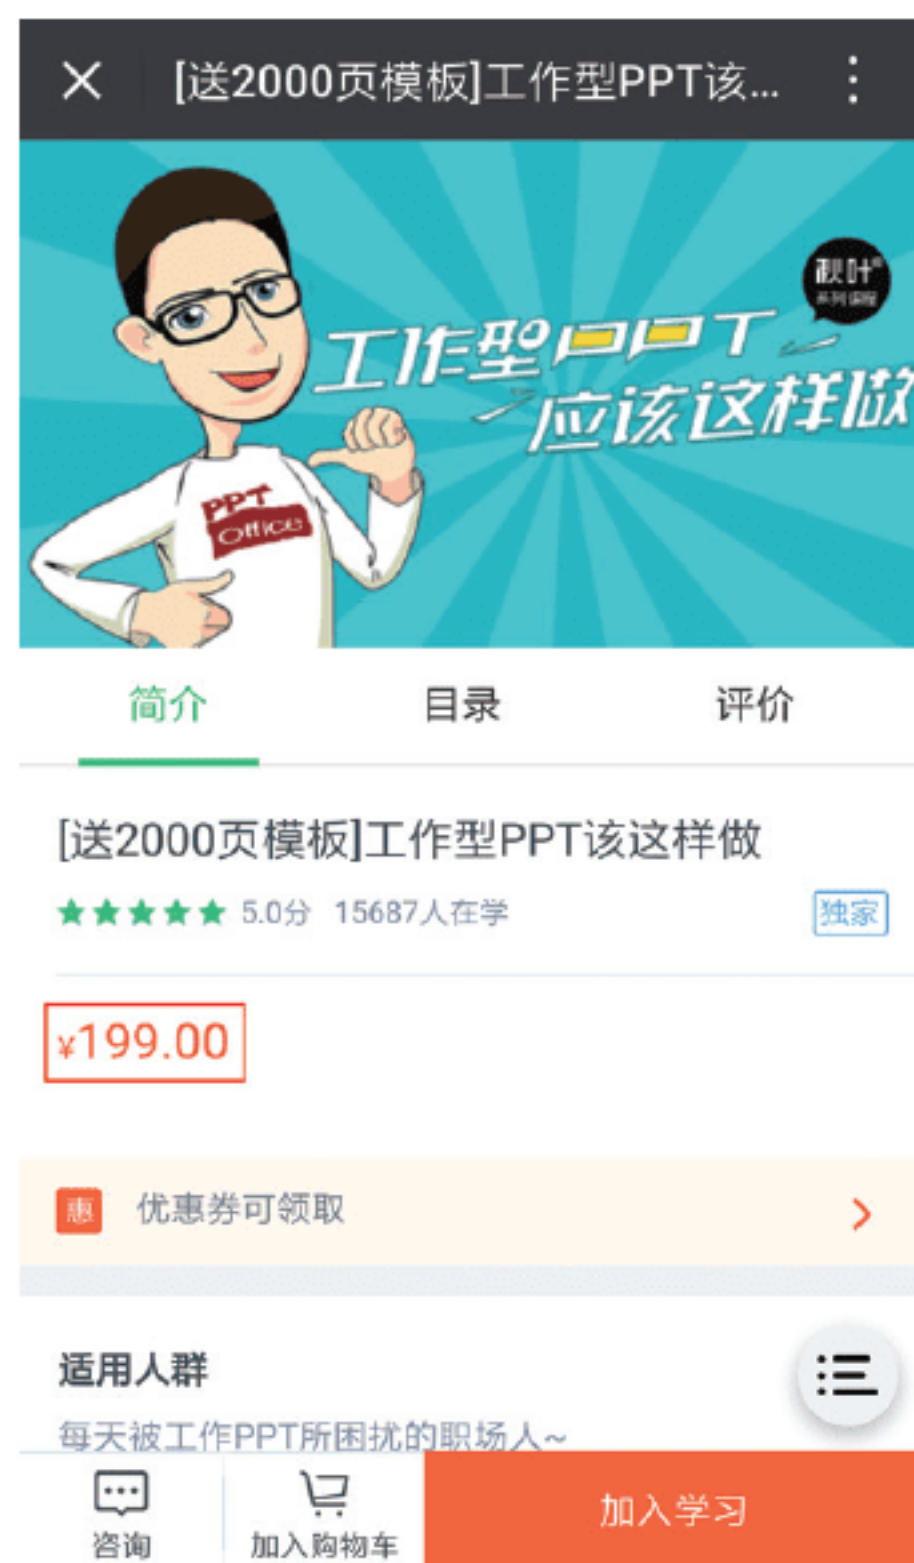 [送2000页模板]工作型PPT该...
秋叶
系列课程
工作型PPT
应该这样做
PPT
Office
简介
目录
评价
[送2000页模板]工作型PPT该这样做
5.0分 15687人在学
独家
¥199.00
惠 优惠券可领取
适用人群
每天被工作PPT所困扰的职场人~
咨询
加入购物车
加入学习